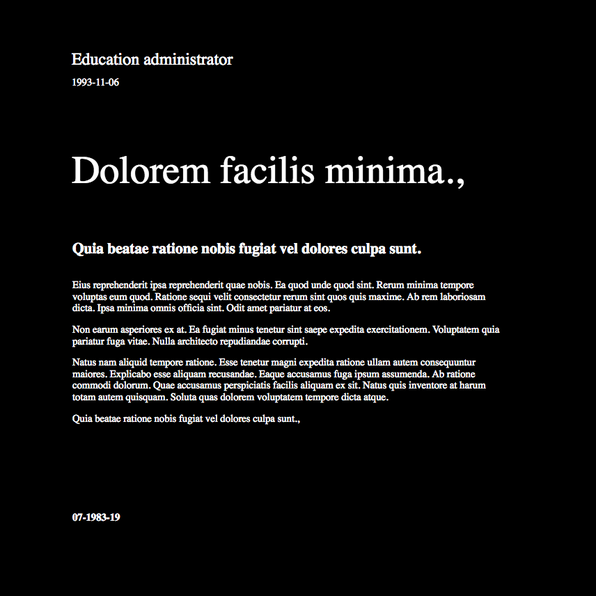 Education administrator
1993-11-06
Dolorem facilis minima.,
Quia beatae ratione nobis fugiat vel dolores culpa sunt.
Eius reprehenderit ipsa reprehenderit quae nobis. Ea quod unde quod sint. Rerum minima tempore
voluptas eum quod. Ratione sequi velit consectetur rerum sint quos quis maxime. Ab rem laboriosam
dicta. Ipsa minima omnis officia sint. Odit amet pariatur at eos.
Non earum asperiores ex at. Ea fugiat minus tenetur sint saepe expedita exercitationem. Voluptatem quia
pariatur fuga vitae. Nulla architecto repudiandae corrupti.
Natus nam aliquid tempore ratione. Esse tenetur magni expedita ratione ullam autem consequuntur
maiores. Explicabo esse aliquam recusandae. Eaque accusamus fuga ipsum assumenda. Ab ratione
commodi dolorum. Quae accusamus perspiciatis facilis aliquam ex sit. Natus quis inventore at harum
totam autem quisquam. Soluta quas dolorem voluptatem tempore dicta atque.
Quia beatae ratione nobis fugiat vel dolores culpa sunt.,
07-1983-19